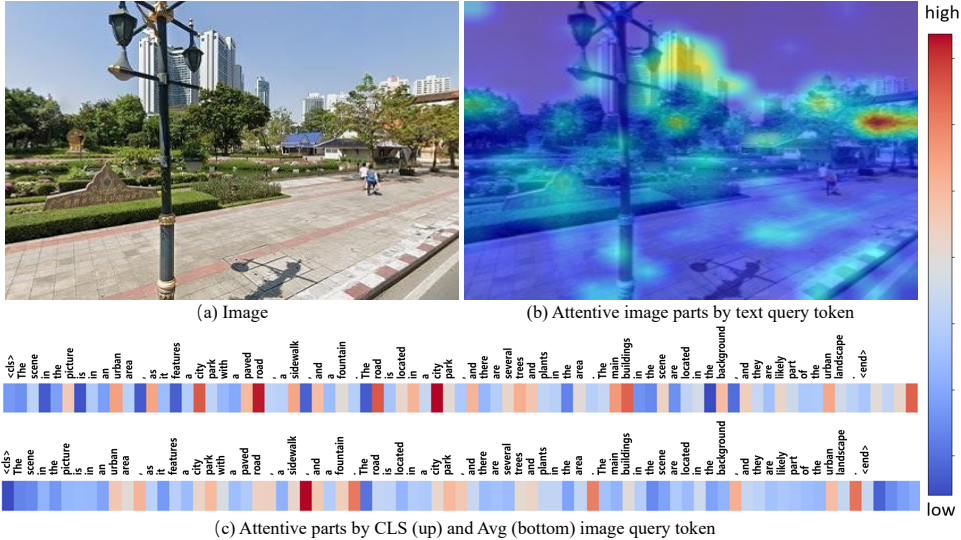 high
(a) Image
(b) Attentive image parts by text query token
<cls> The scene in the picture is in an urban area , as it features a city park with a paved road , a sidewalk , and a fountain . The road is located in a city park , and there are several trees and plants in the area . The main buildings in the scene are located in the background , and they are likely part of the urban landscape . <end>
<cls> The scene in the picture is in an urban area , as it features a city park with a paved road , a sidewalk , and a fountain . The road is located in a city park , and there are several trees and plants in the area . The main buildings in the scene are located in the background , and they are likely part of the urban landscape . <end>
low
(c) Attentive parts by CLS (up) and Avg (bottom) image query token